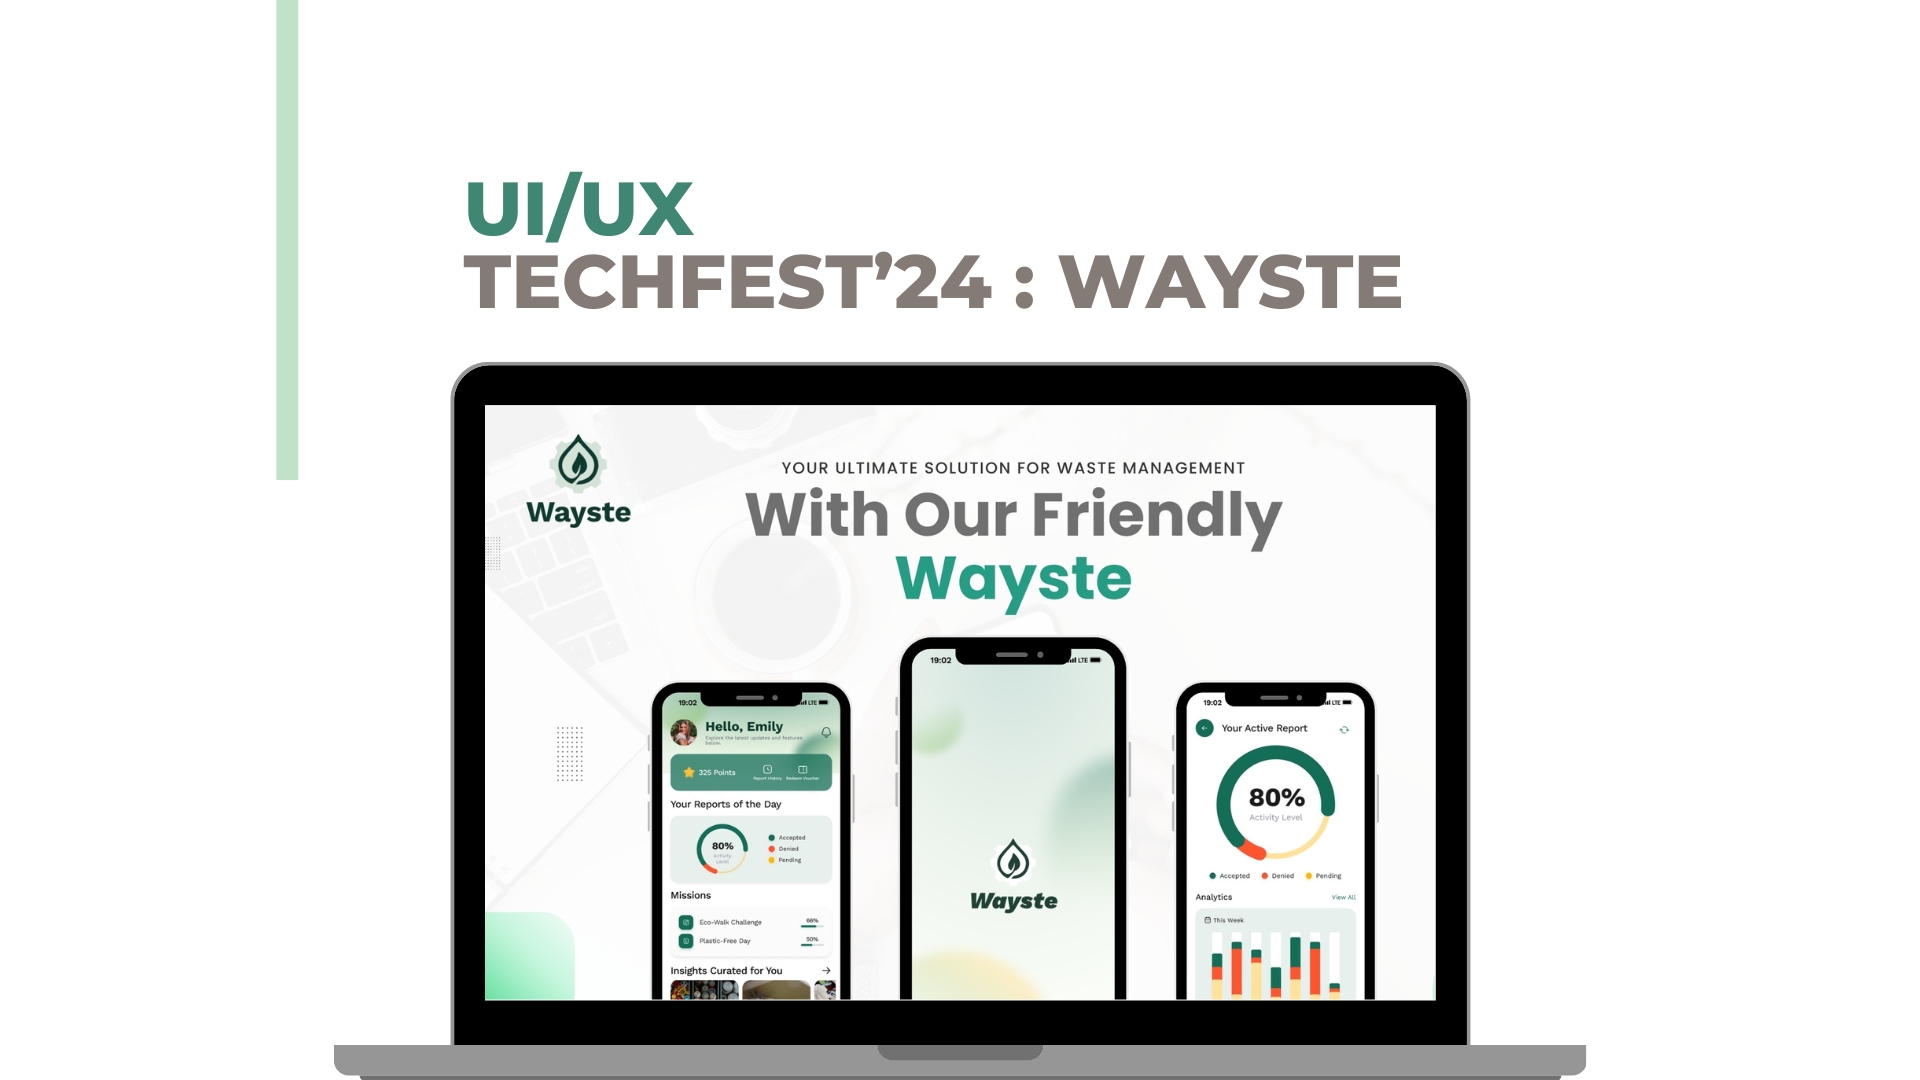 UI/UX
TECHFEST’24 : WAYSTE
Wayste
YOUR ULTIMATE SOLUTION FOR WASTE MANAGEMENT
With Our Friendly
Wayste
19:02
LTE
Hello, Emily
Explore the latest updates and features
below.
325 Points
Report History
Redeem Voucher
Your Reports of the Day
80%
Activity
Level
Accepted
Denied
Pending
Missions
Eco-Walk Challenge
66%
Plastic-Free Day
50%
Insights Curated for You
19:02
LTE
Wayste
19:02
LTE
Your Active Report
80%
Activity Level
Accepted
Denied
Pending
Analytics
View All
This Week